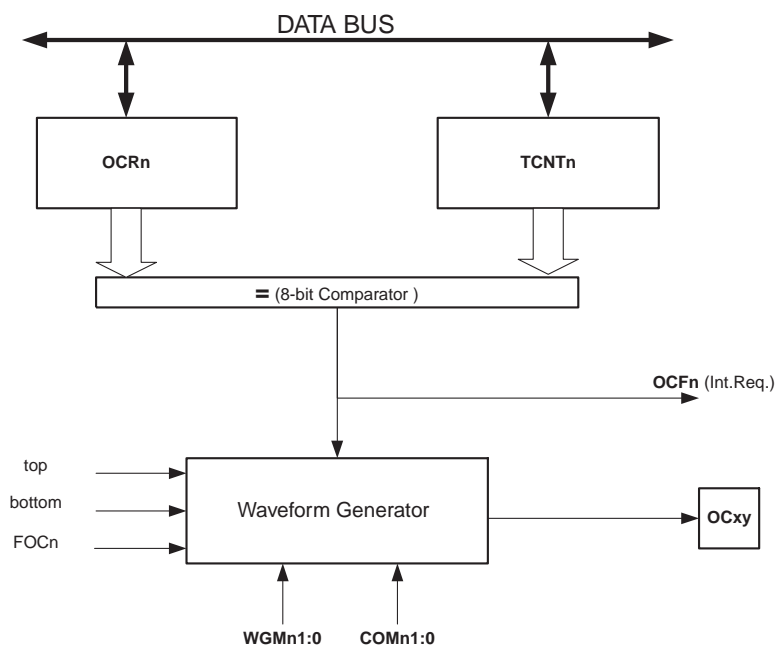 DATA BUS
OCRn
TCNTn
= (8-bit Comparator )
OCFn (Int.Req.)
top
bottom
FOCn
Waveform Generator
OCxy
WGMn1:0
COMn1:0